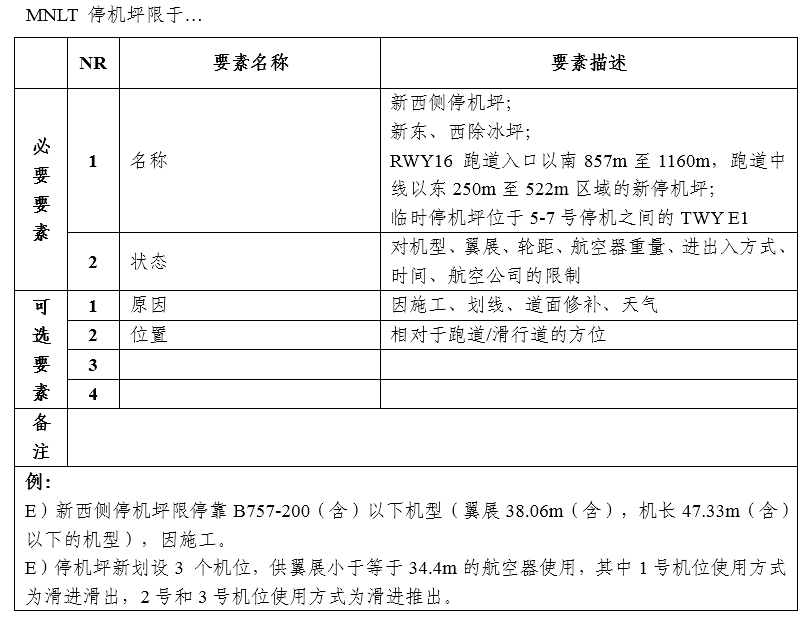 MNLT 停机坪限于…
NR 要素名称 要素描述
必要要素
1 名称
新西侧停机坪；
新东、西除冰坪；
RWY16 跑道入口以南 857m 至 1160m，跑道中
线以东 250m 至 522m 区域的新停机坪；
临时停机坪位于 5-7 号停机之间的 TWY E1
2 状态
对机型、翼展、轮距、航空器重量、进出入方式、
时间、航空公司的限制
可选要素
1 原因 因施工、划线、道面修补、天气
2 位置 相对于跑道/滑行道的方位
3
4
备注
例：
E）新西侧停机坪限停靠 B757-200（含）以下机型（翼展 38.06m（含），机长 47.33m（含）
以下的机型），因施工。
E）停机坪新划设 3 个机位，供翼展小于等于 34.4m 的航空器使用，其中 1 号机位使用方式
为滑进滑出，2 号和 3 号机位使用方式为滑进推出。